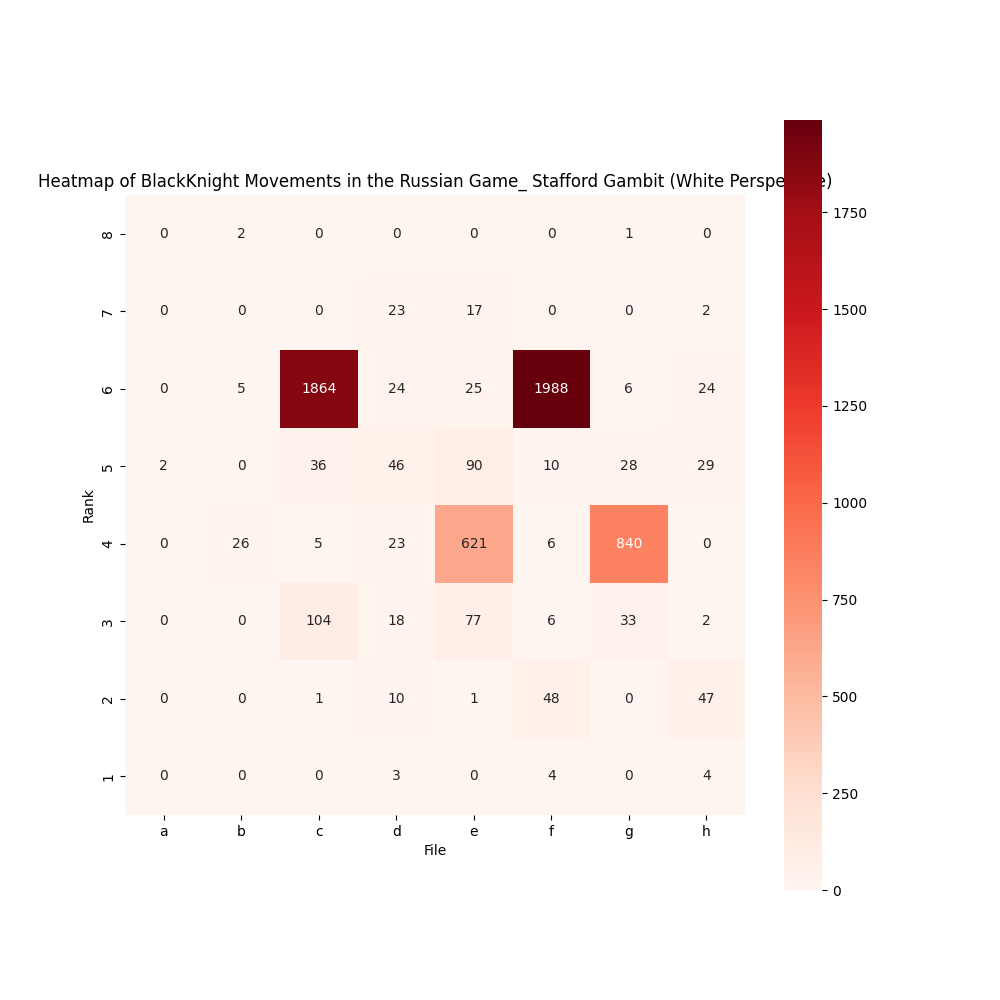 Heatmap of BlackKnight Movements in the Russian Game_ Stafford Gambit (White Perspe e)
8 0 2 0 0 0 0 1 0
7 0 0 0 23 17 0 0 2
6 0 5 1864 24 25 1988 6 24
5 2 0 36 46 90 10 28 29
4 0 26 5 23 621 6 840 0
3 0 0 104 18 77 6 33 2
2 0 0 1 10 1 48 0 47
1 0 0 0 3 0 4 0 4
a b c d e f g h
File
Rank
1750
1500
1250
1000
750
500
250
0